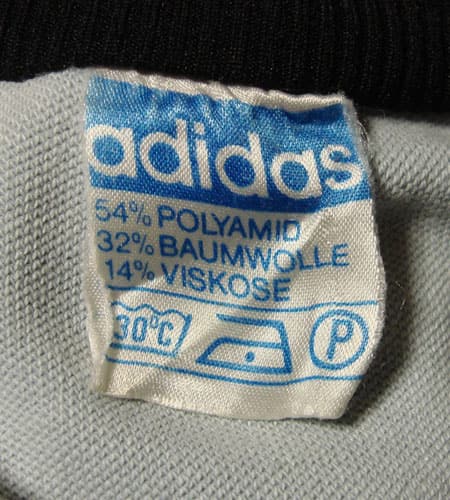 adidas
54% POLYAMID
32% BAUMWOLLE
14% VISKOSE
30°C P